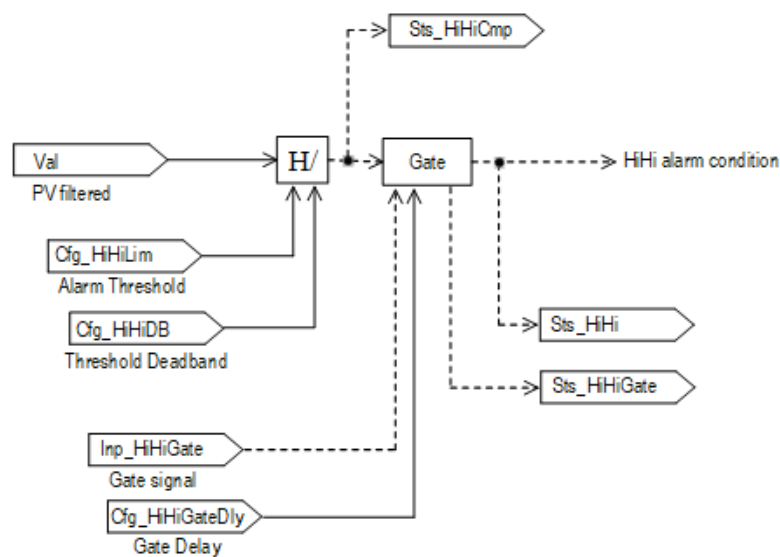 Sts_HiHiCmp
Val
H/
Gate
HiHi alarm condition
PV filtered
Cfg_HiHiLim
Alarm Threshold
Cfg_HiHiDB
Sts_HiHi
Threshold Deadband
Sts_HiHiGate
Inp_HiHiGate
Gate signal
Cfg_HiHiGateDly
Gate Delay